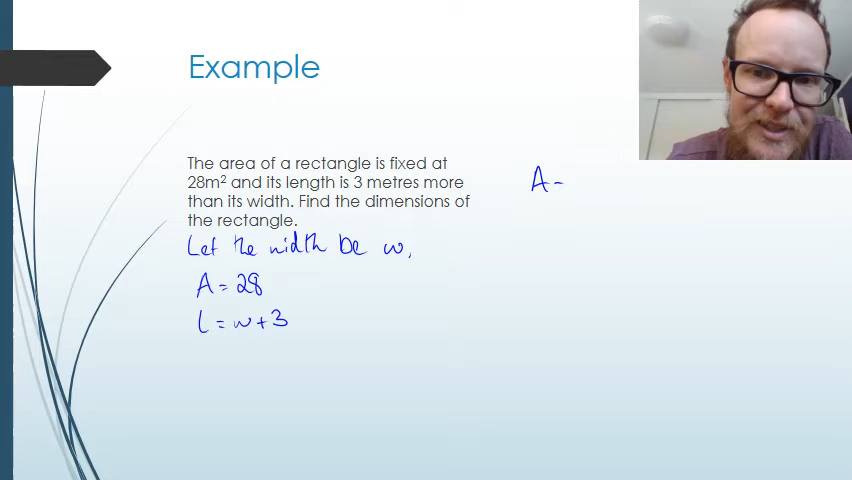 Example
The area of a rectangle is fixed at
28m² and its length is 3 metres more
than its width. Find the dimensions of
the rectangle.
Let the width be w,
A = 28
l = w + 3
A -